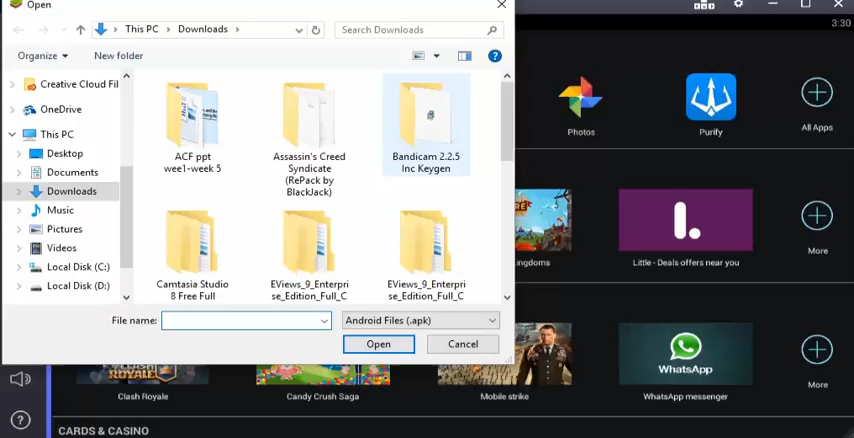 Open
3:30
This PC > Downloads >
Search Downloads
Organize
New folder
?
Creative Cloud Fil
OneDrive
This PC
Desktop
Documents
Downloads
Music
Pictures
Videos
Local Disk (C:)
Local Disk (D:)
ACF ppt
wee1-week 5
Assassin's Creed
Syndicate
(RePack by
BlackJack)
Bandicam 2.2.5
Inc Keygen
Camtasia Studio
8 Free Full
EViews_9_Enterpri
se_Edition_Full_C
EViews_9_Enterpri
se_Edition_Full_C
File name:
Android Files (.apk)
Open
Cancel
Photos
Purify
All Apps
ngdoms
l.
Little - Deals offers near you
More
CLASH
ROYALE
WhatsApp
Clash Royale
Candy Crush Saga
Mobile strike
WhatsApp messenger
More
?
CARDS & CASINO